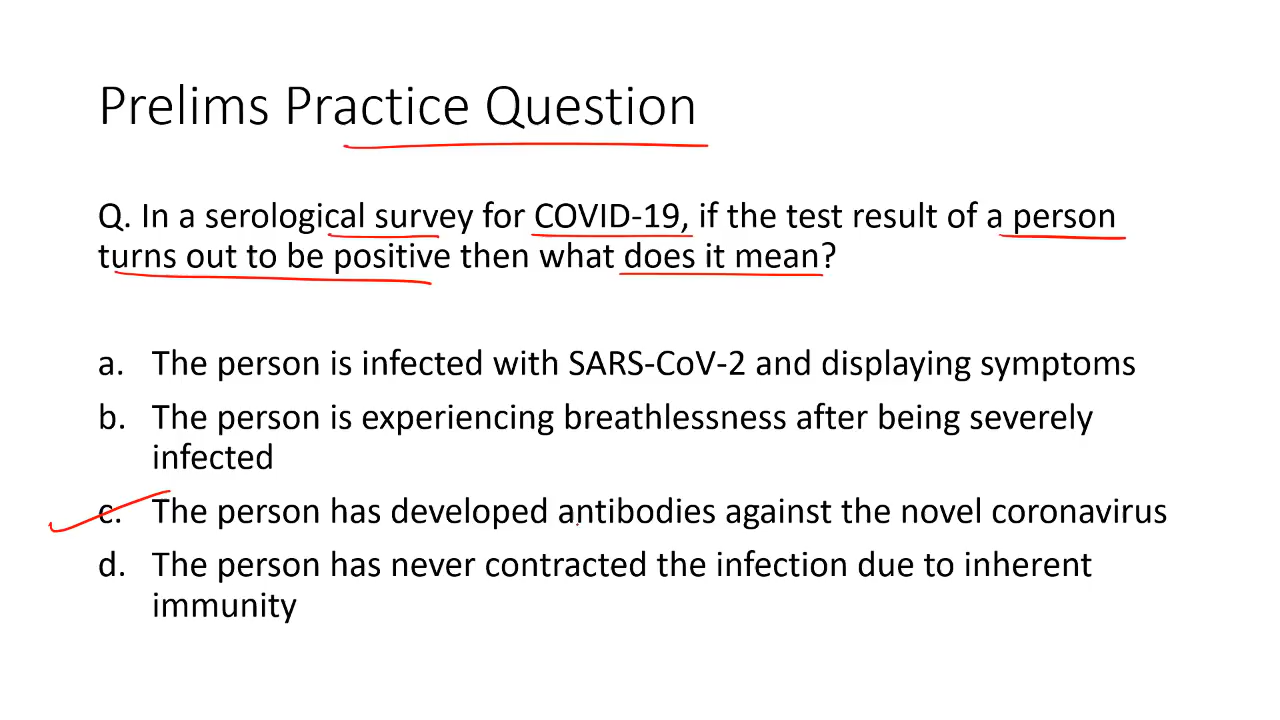 Prelims Practice Question
Q. In a serological survey for COVID-19, if the test result of a person
turns out to be positive then what does it mean?
a. The person is infected with SARS-CoV-2 and displaying symptoms
b. The person is experiencing breathlessness after being severely
infected
c. The person has developed antibodies against the novel coronavirus
d. The person has never contracted the infection due to inherent
immunity